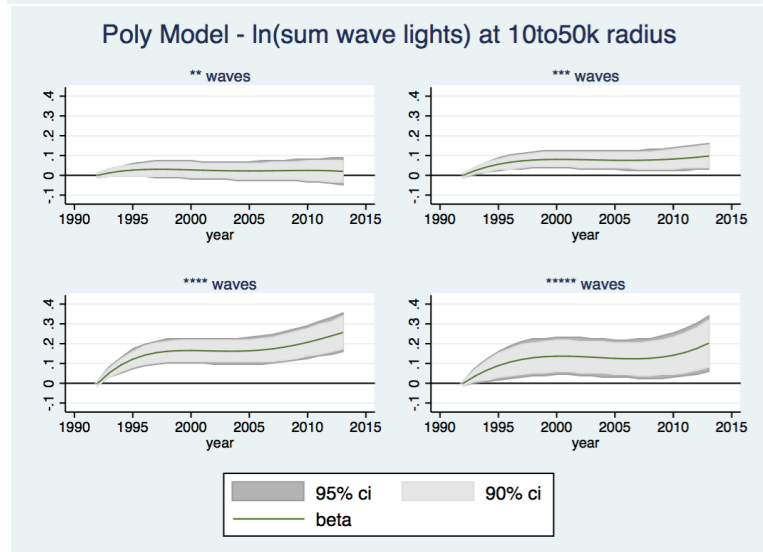 Poly Model - ln(sum wave lights) at 10to50k radius
** waves
*** waves
.4
.3
.2
.1
0
-.1
1990 1995 2000 2005 2010 2015
year
.4
.3
.2
.1
0
-.1
1990 1995 2000 2005 2010 2015
year
**** waves
***** waves
.4
.3
.2
.1
0
-.1
1990 1995 2000 2005 2010 2015
year
.4
.3
.2
.1
0
-.1
1990 1995 2000 2005 2010 2015
year
95% ci 90% ci
beta